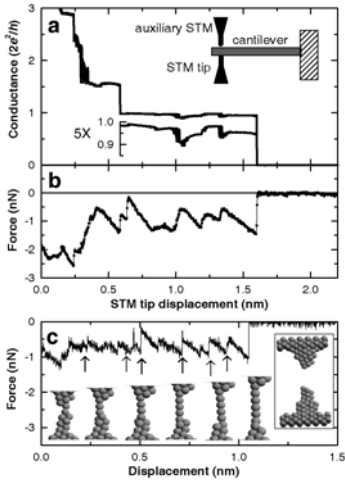 a
auxiliary STM
cantilever
STM tip
Conductance (2e²/h)
3
2
1
0
5X
1.0
0.9
b
Force (nN)
0
-1
-2
-3
0.0 0.5 1.0 1.5 2.0
STM tip displacement (nm)
c
Force (nN)
0
-1
-2
-3
0.0 0.5 1.0 1.5
Displacement (nm)